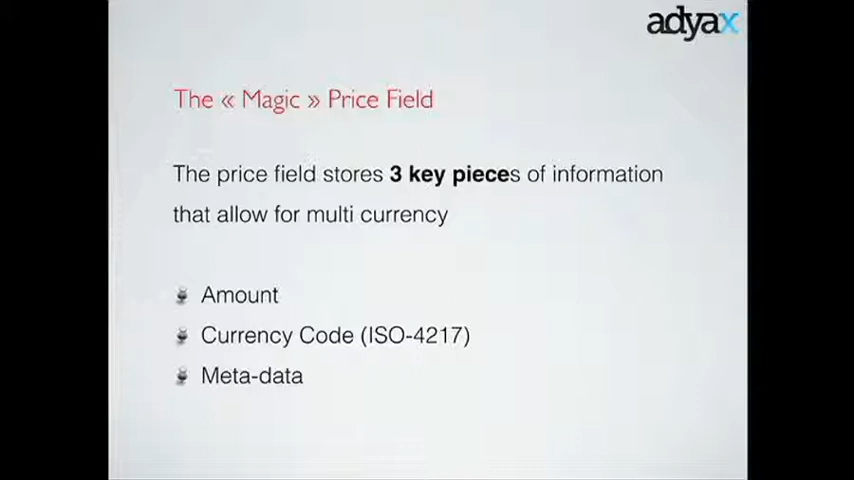 adyax
The « Magic » Price Field
The price field stores 3 key pieces of information
that allow for multi currency
Amount
Currency Code (ISO-4217)
Meta-data